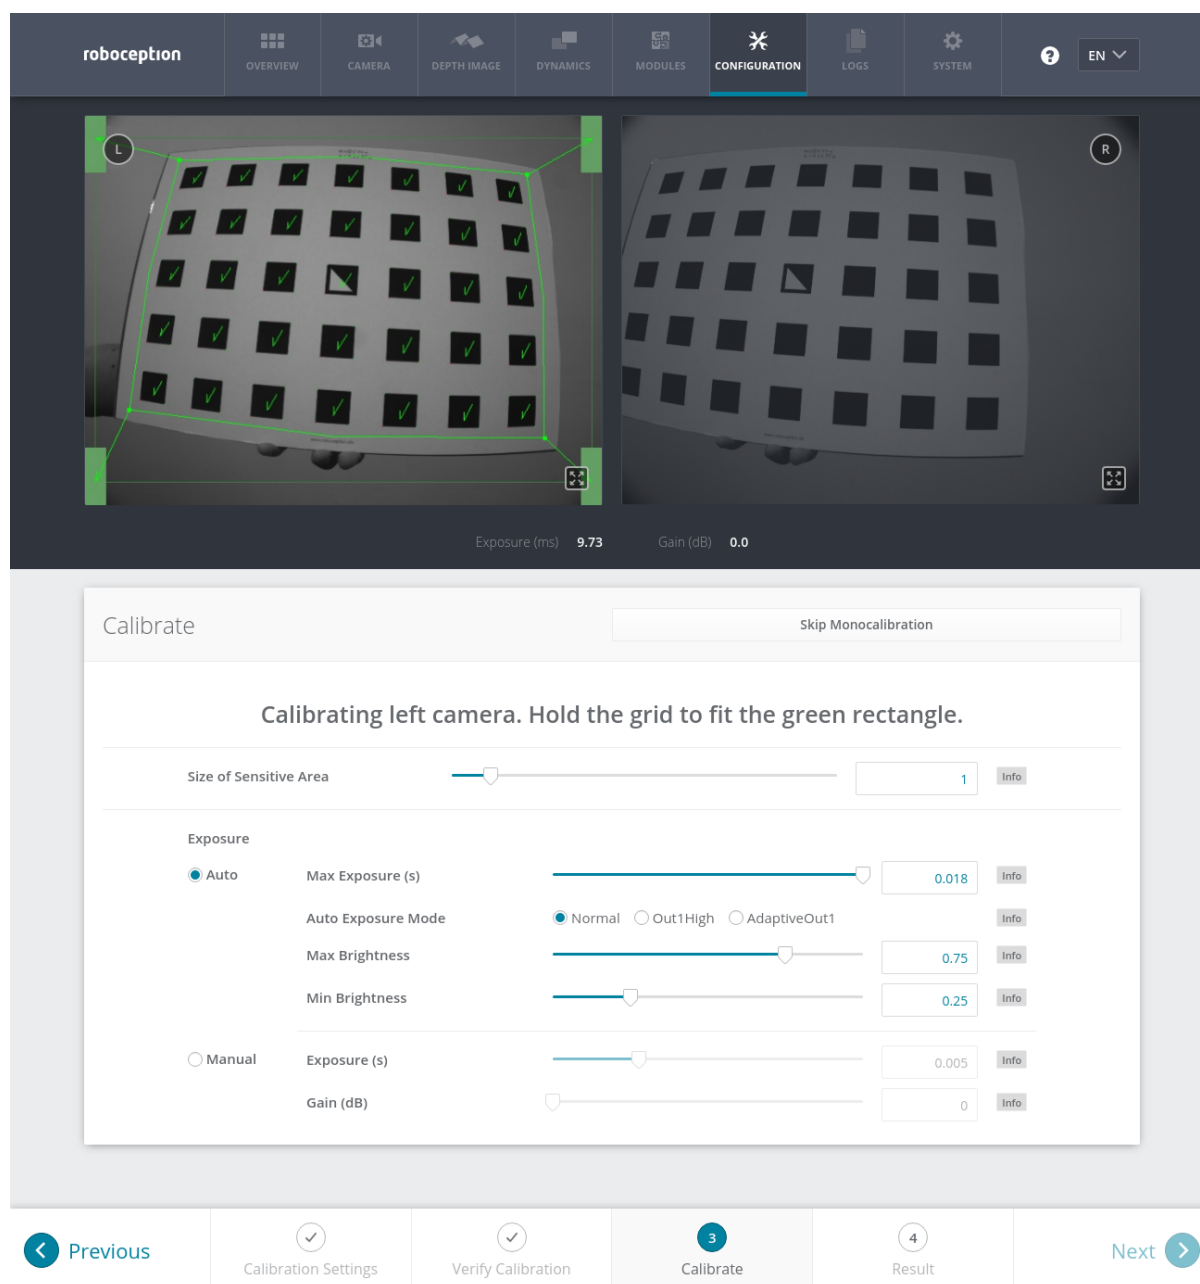 roboception
OVERVIEW
CAMERA
DEPTH IMAGE
DYNAMICS
MODULES
CONFIGURATION
LOGS
SYSTEM
?
EN
L
R
Exposure (ms) 9.73 Gain (dB) 0.0
Calibrate
Skip Monocalibration
Calibrating left camera. Hold the grid to fit the green rectangle.
Size of Sensitive Area 1 Info
Exposure
Auto Max Exposure (s) 0.018 Info
Auto Exposure Mode Normal Out1High AdaptiveOut1 Info
Max Brightness 0.75 Info
Min Brightness 0.25 Info
Manual Exposure (s) 0.005 Info
Gain (dB) 0 Info
Previous
Calibration Settings
Verify Calibration
3
Calibrate
4
Result
Next